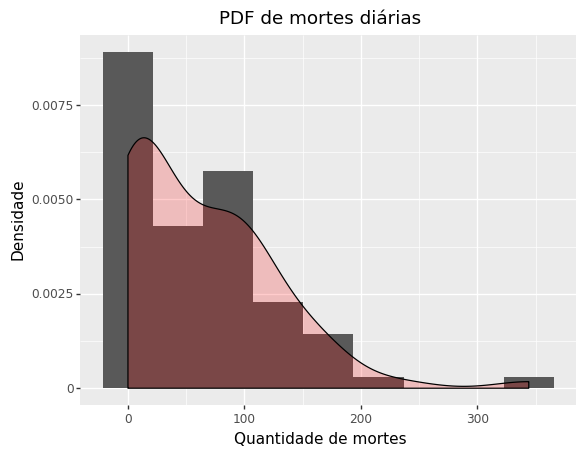 PDF de mortes diárias
Densidade
0.0075
0.0050
0.0025
0
0
100
200
300
Quantidade de mortes